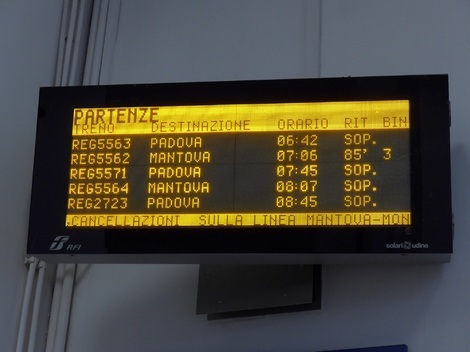 PARTENZE
TRENO DESTINAZIONE ORARIO RIT BIN
REG5563 PADOVA 06:42 SOP.
REG5562 MANTOVA 07:06 85' 3
REG5571 PADOVA 07:45 SOP.
REG5564 MANTOVA 08:07 SOP.
REG2723 PADOVA 08:45 SOP.
CANCELLAZIONI SULLA LINEA MANTOVA-MON
RFI solari udine